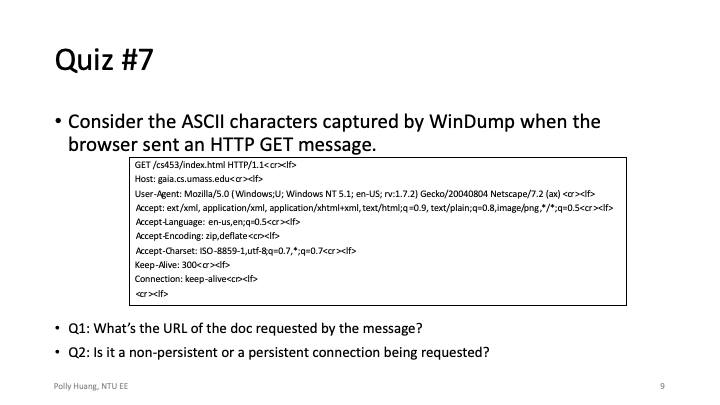 Quiz #7
• Consider the ASCII characters captured by WinDump when the
browser sent an HTTP GET message.
GET /cs453/index.html HTTP/1.1<cr><lf>
Host: gaia.cs.umass.edu<cr><lf>
User-Agent: Mozilla/5.0 (Windows;U; Windows NT 5.1; en-US; rv:1.7.2) Gecko/20040804 Netscape/7.2 (ax) <cr><lf>
Accept: ext/xml, application/xml, application/xhtml+xml, text/html;q=0.9, text/plain;q=0.8,image/png,*/*;q=0.5<cr><lf>
Accept-Language: en-us,en;q=0.5<cr><lf>
Accept-Encoding: zip,deflate<cr><lf>
Accept-Charset: ISO-8859-1,utf-8;q=0.7,*;q=0.7<cr><lf>
Keep-Alive: 300<cr><lf>
Connection: keep-alive<cr><lf>
<cr><lf>
• Q1: What’s the URL of the doc requested by the message?
• Q2: Is it a non-persistent or a persistent connection being requested?
Polly Huang, NTU EE
9